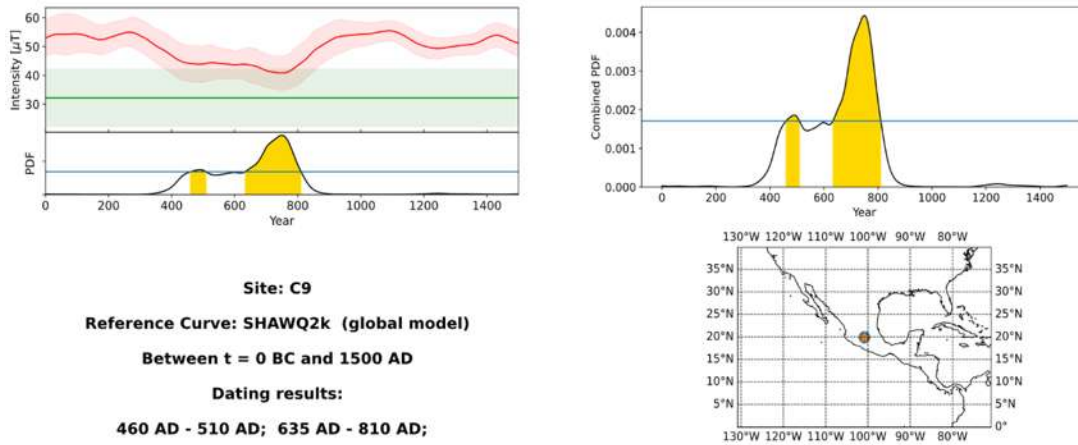 60
50
40
30
Intensity [μT]
PDF
0 200 400 600 800 1000 1200 1400
Year
0.004
0.003
0.002
0.001
0.000
Combined PDF
0 200 400 600 800 1000 1200 1400
Year
130°W 120°W 110°W 100°W 90°W 80°W
35°N 35°N
30°N 30°N
25°N 25°N
20°N 20°N
15°N 15°N
10°N 10°N
5°N 5°N
0° 0°
130°W 120°W 110°W 100°W 90°W 80°W
Site: C9
Reference Curve: SHAWQ2k (global model)
Between t = 0 BC and 1500 AD
Dating results:
460 AD - 510 AD; 635 AD - 810 AD;